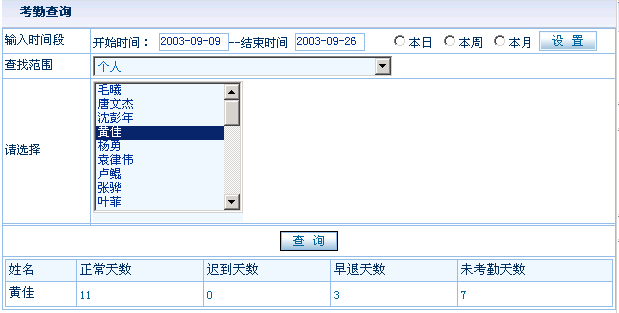 考勤查询
输入时间段 开始时间： 2003-09-09--结束时间 2003-09-26 本日 本周 本月 设 置
查找范围 个人
毛曦
唐文杰
沈彭年
黄佳
杨勇
请选择 袁律伟
卢鲲
张骅
叶菲
查 询
姓名 正常天数 迟到天数 早退天数 未考勤天数
黄佳 11 0 3 7